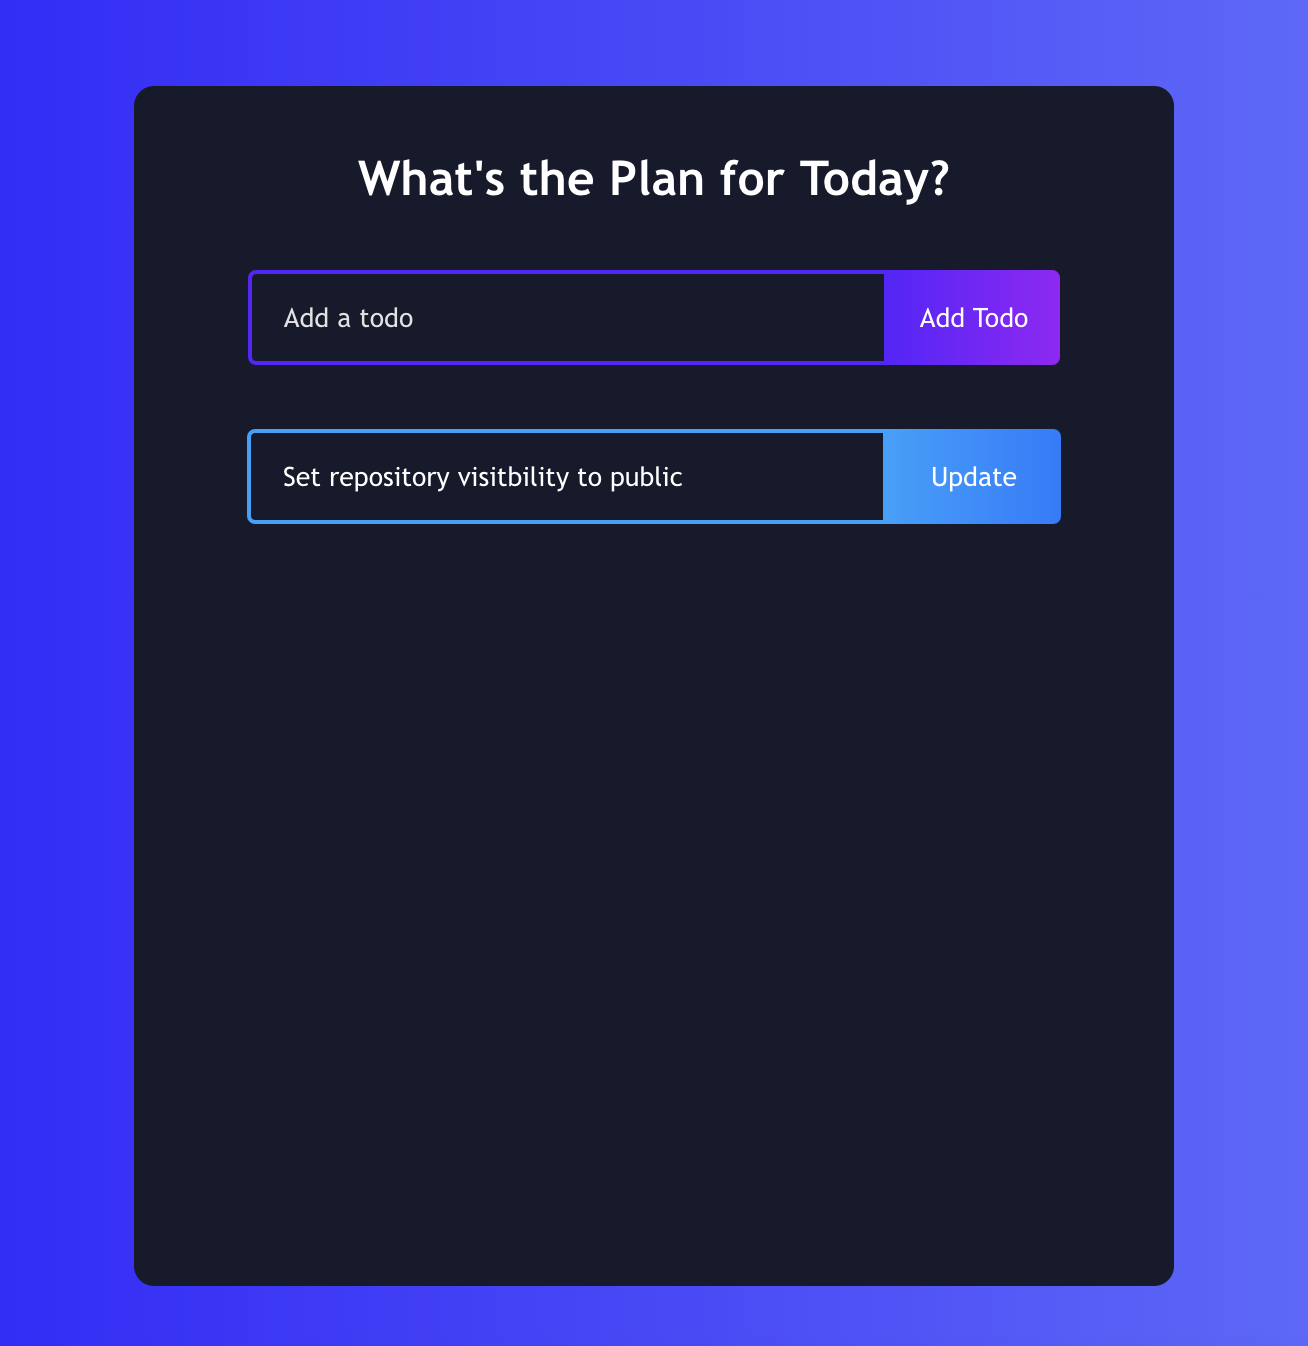 What's the Plan for Today?
Add a todo
Add Todo
Set repository visitbility to public
Update